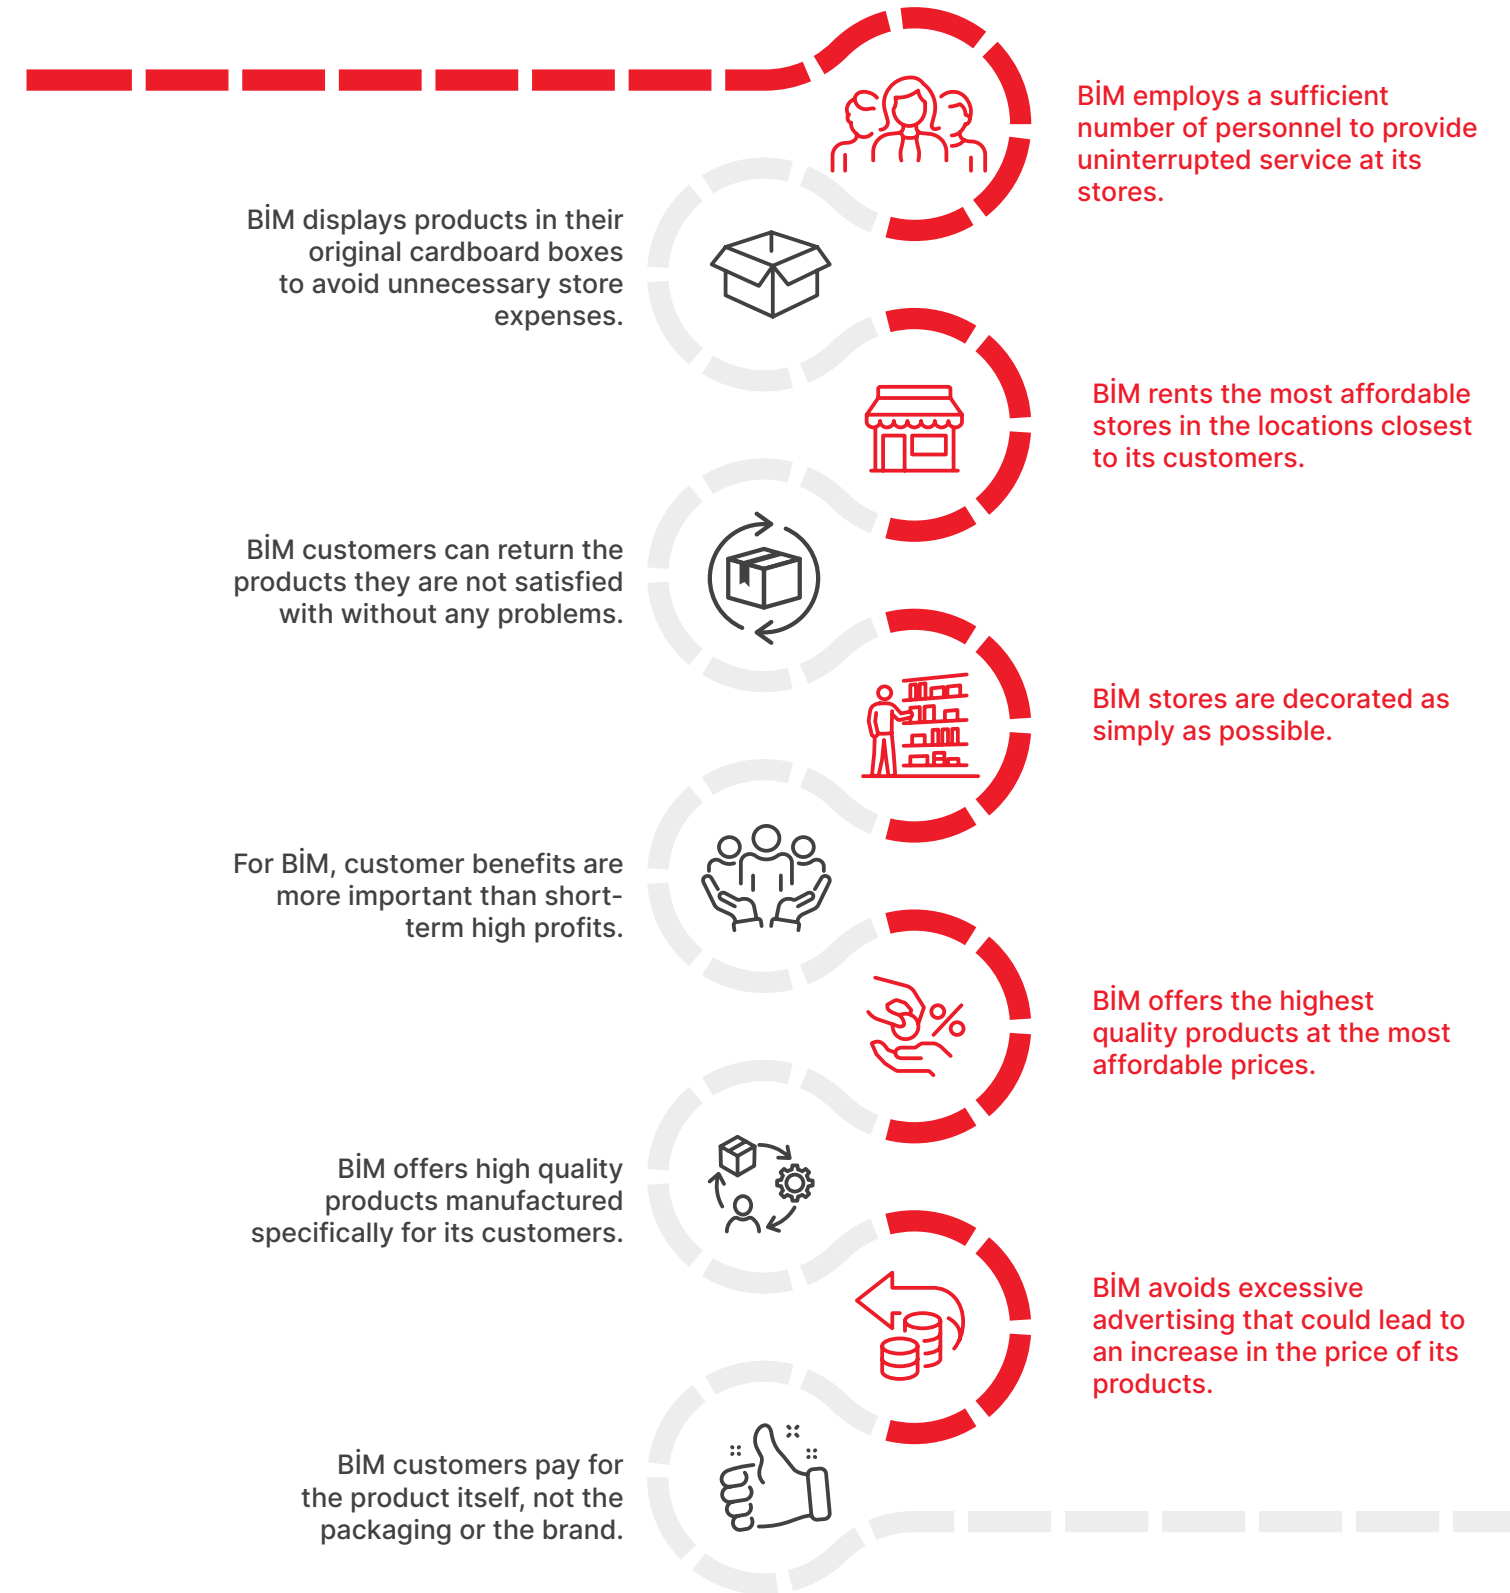 BİM employs a sufficient
number of personnel to provide
uninterrupted service at its
stores.
BİM displays products in their
original cardboard boxes
to avoid unnecessary store
expenses.
BİM rents the most affordable
stores in the locations closest
to its customers.
BİM customers can return the
products they are not satisfied
with without any problems.
BİM stores are decorated as
simply as possible.
For BİM, customer benefits are
more important than short-
term high profits.
BİM offers the highest
quality products at the most
affordable prices.
BİM offers high quality
products manufactured
specifically for its customers.
BİM avoids excessive
advertising that could lead to
an increase in the price of its
products.
BİM customers pay for
the product itself, not the
packaging or the brand.